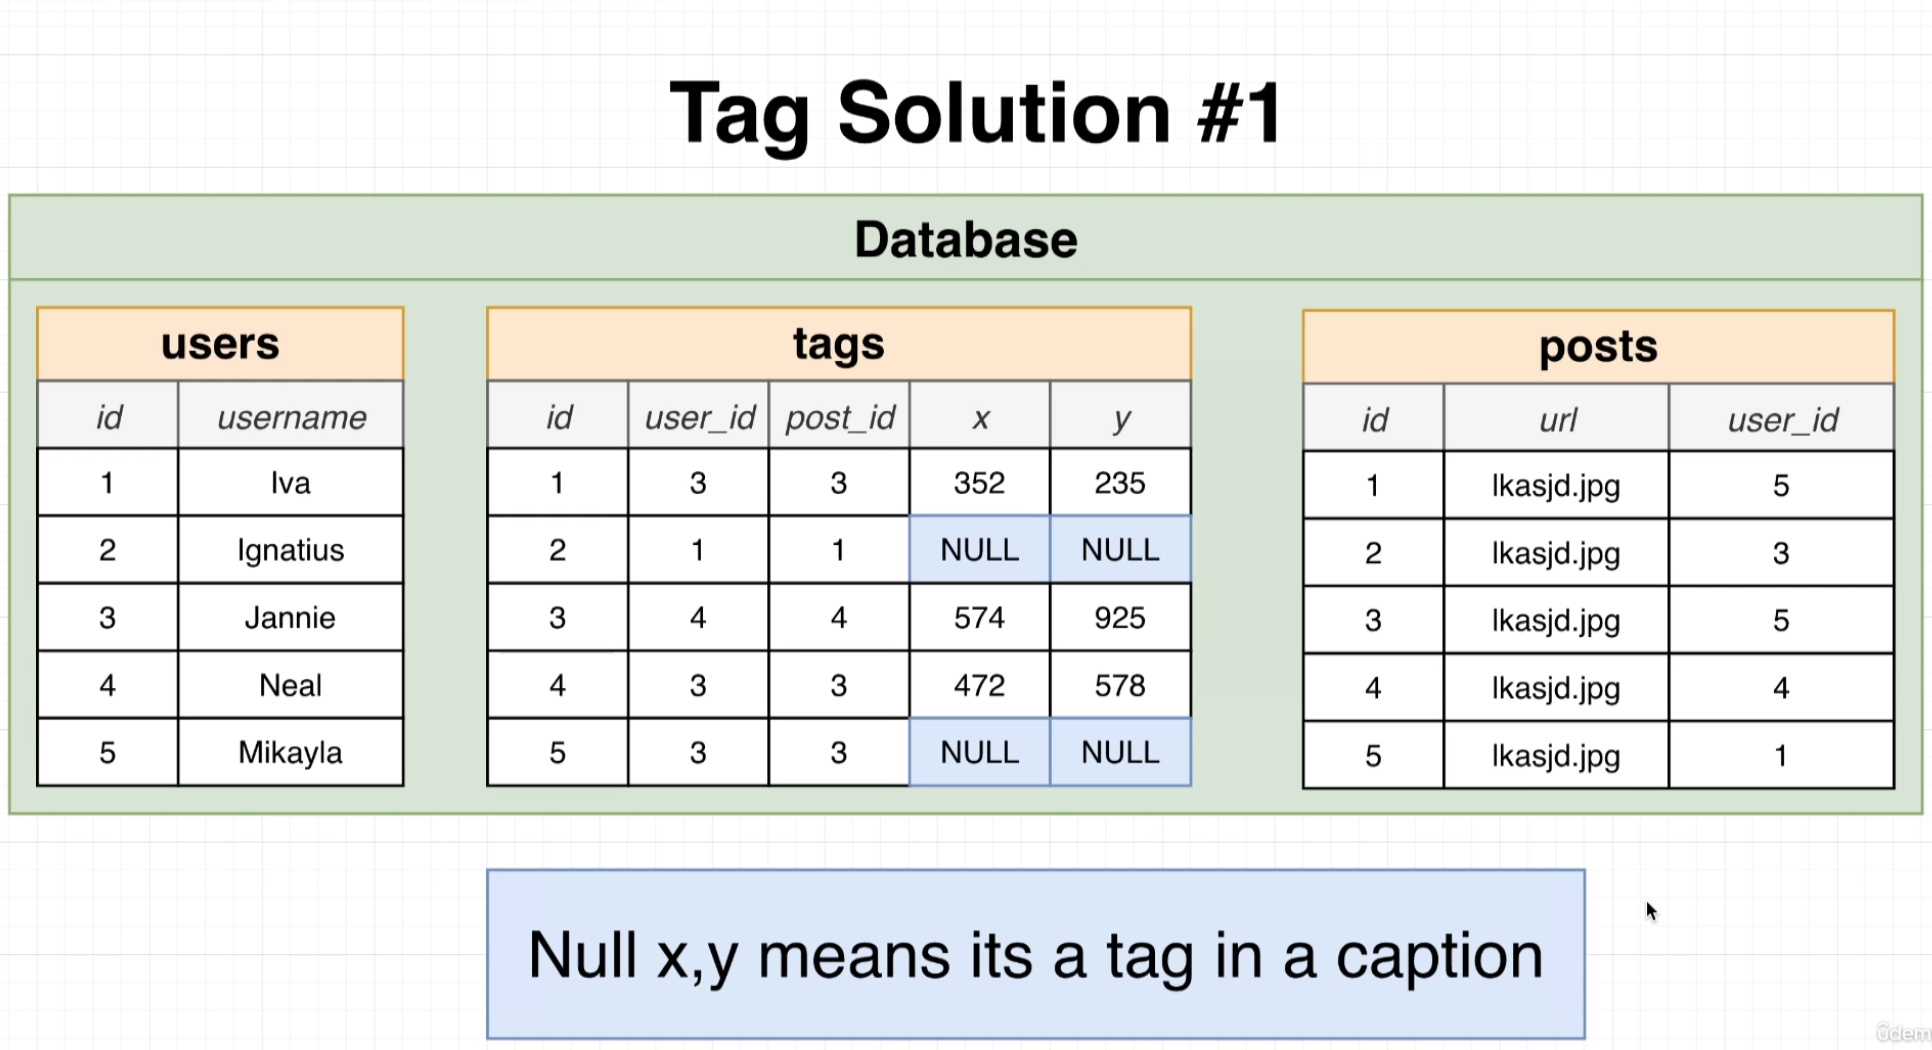 Tag Solution #1
Database
users
id username
1 Iva
2 Ignatius
3 Jannie
4 Neal
5 Mikayla
tags
id user_id post_id x y
1 3 3 352 235
2 1 1 NULL NULL
3 4 4 574 925
4 3 3 472 578
5 3 3 NULL NULL
posts
id url user_id
1 lkasjd.jpg 5
2 lkasjd.jpg 3
3 lkasjd.jpg 5
4 lkasjd.jpg 4
5 lkasjd.jpg 1
Null x,y means its a tag in a caption